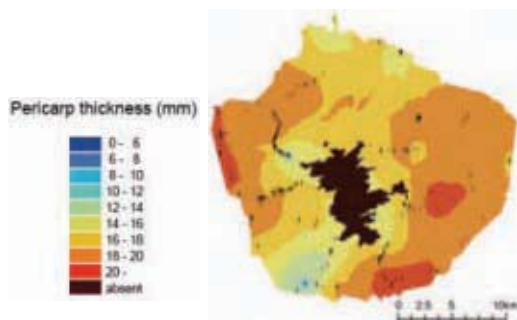 Pericarp thickness (mm)
0 - 6
6 - 8
8 - 10
10 - 12
12 - 14
14 - 16
16 - 18
18 - 20
20 -
absent
0 2.5 5 10km